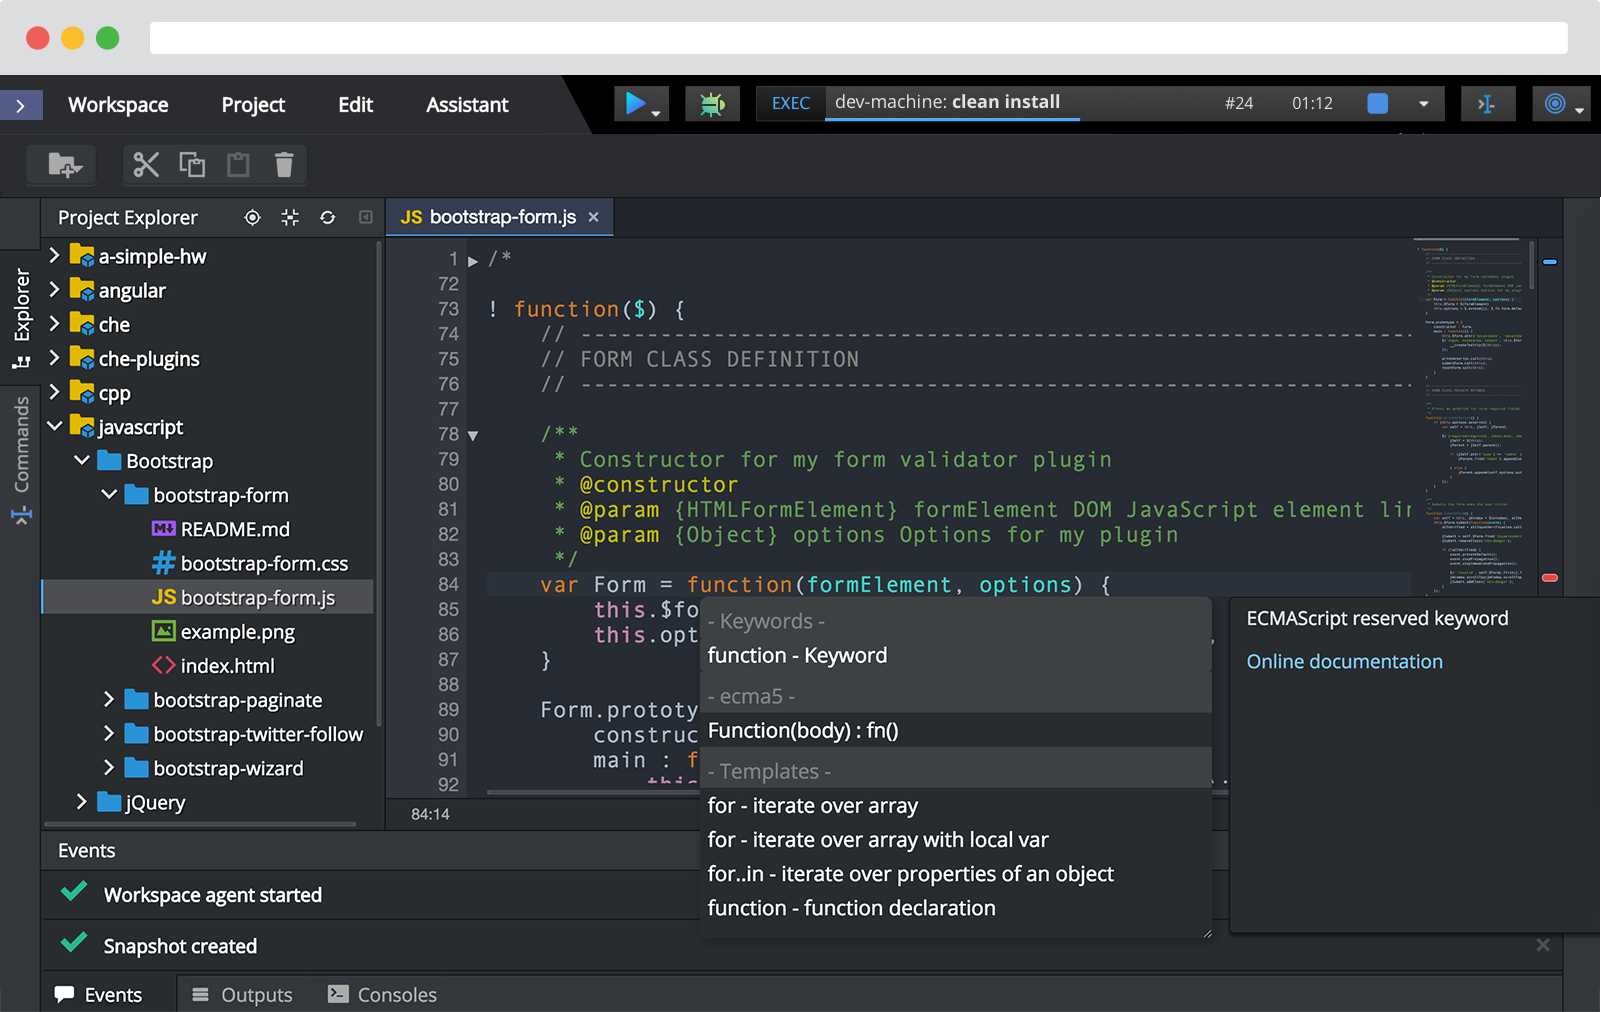 Workspace Project Edit Assistant
EXEC dev-machine: clean install #24 01:12
Project Explorer
JS bootstrap-form.js ×
Explorer
Commands
a-simple-hw
angular
che
che-plugins
cpp
javascript
Bootstrap
bootstrap-form
README.md
# bootstrap-form.css
JS bootstrap-form.js
example.png
<> index.html
bootstrap-paginate
bootstrap-twitter-follow
bootstrap-wizard
jQuery
1 /*
72
73 ! function($) {
74 // ---------------------------------------------------------------
75 // FORM CLASS DEFINITION
76 // ---------------------------------------------------------------
77
78 /**
79 * Constructor for my form validator plugin
80 * @constructor
81 * @param {HTMLFormElement} formElement DOM JavaScript element lin
82 * @param {Object} options Options for my plugin
83 */
84 var Form = function(formElement, options) {
85 this.$fo
86 this.opt
87 }
88
89 Form.prototy
90 construc
91 main : f
92 this
84:14
- Keywords -
function - Keyword
- ecma5 -
Function(body) : fn()
- Templates -
for - iterate over array
for - iterate over array with local var
for..in - iterate over properties of an object
function - function declaration
ECMAScript reserved keyword
Online documentation
Events
Workspace agent started
Snapshot created
Events Outputs Consoles